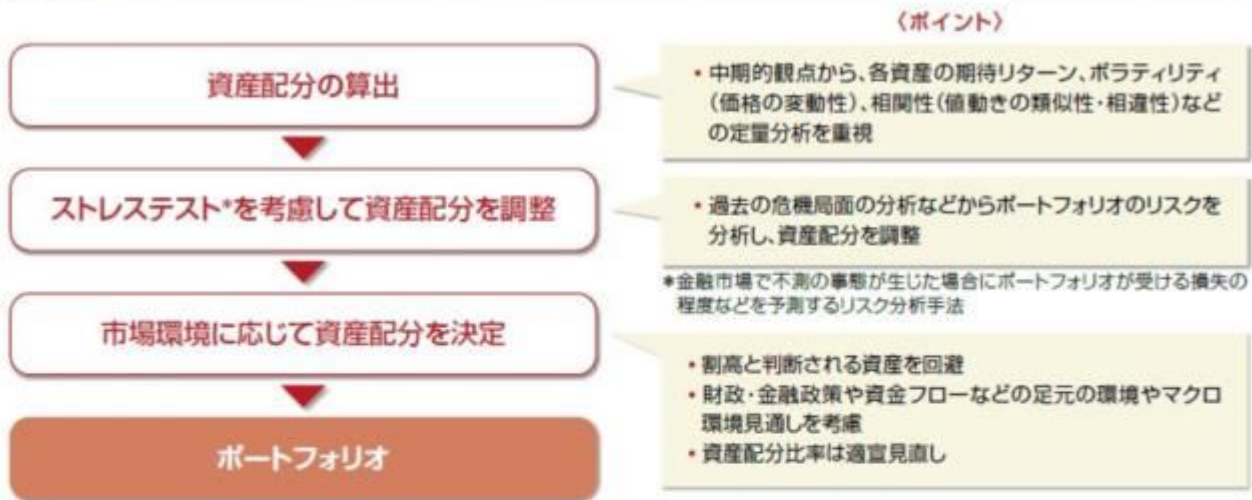 〈ポイント〉
資産配分の算出
・中期的観点から、各資産の期待リターン、ボラティリティ
(価格の変動性)、相関性(値動きの類似性・相違性)など
の定量分析を重視
ストレステスト*を考慮して資産配分を調整
・過去の危機局面の分析などからポートフォリオのリスクを
分析し、資産配分を調整
*金融市場で不測の事態が生じた場合にポートフォリオが受ける損失の
程度などを予測するリスク分析手法
市場環境に応じて資産配分を決定
・割高と判断される資産を回避
・財政・金融政策や資金フローなどの足元の環境やマクロ
環境見通しを考慮
・資産配分比率は適宜見直し
ポートフォリオ